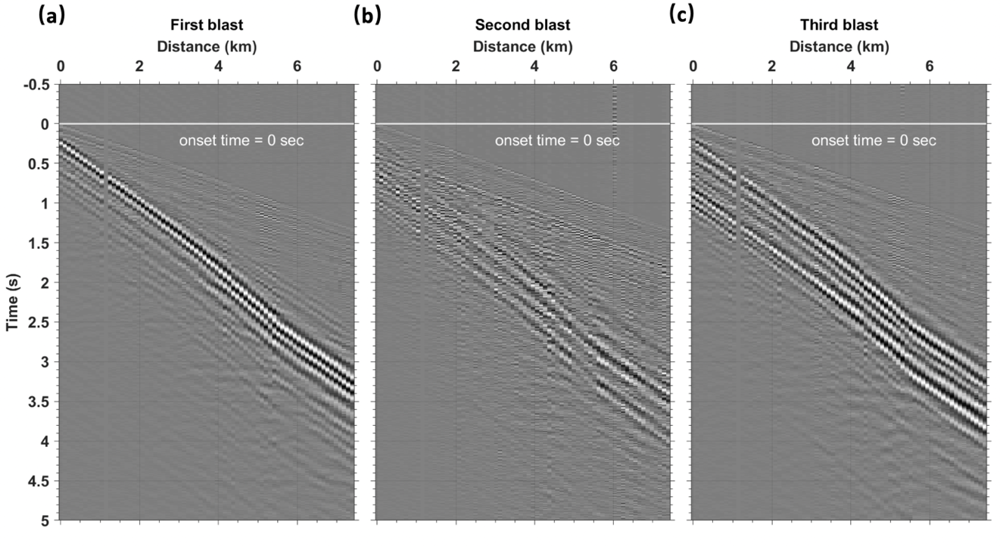 (a)
First blast
Distance (km)
0 2 4 6
(b)
Second blast
Distance (km)
0 2 4 6
(c)
Third blast
Distance (km)
0 2 4 6
Time (s)
-0.5
0
0.5
1
1.5
2
2.5
3
3.5
4
4.5
5
onset time = 0 sec
onset time = 0 sec
onset time = 0 sec